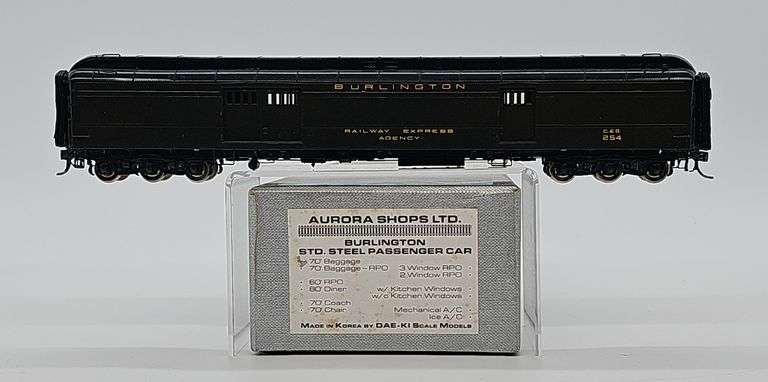 BURLINGTON
RAILWAY EXPRESS
AGENCY
C.B.Q.
254
AURORA SHOPS LTD.
BURLINGTON
STD. STEEL PASSENGER CAR
70' Baggage
70' Baggage - RPO 3 Window RPO
2 Window RPO
60' RPO
80' Diner w/ Kitchen Windows
w/o Kitchen Windows
70' Coach Mechanical A/C
70' Chair Ice A/C
Made in Korea by DAE-KI Scale Models